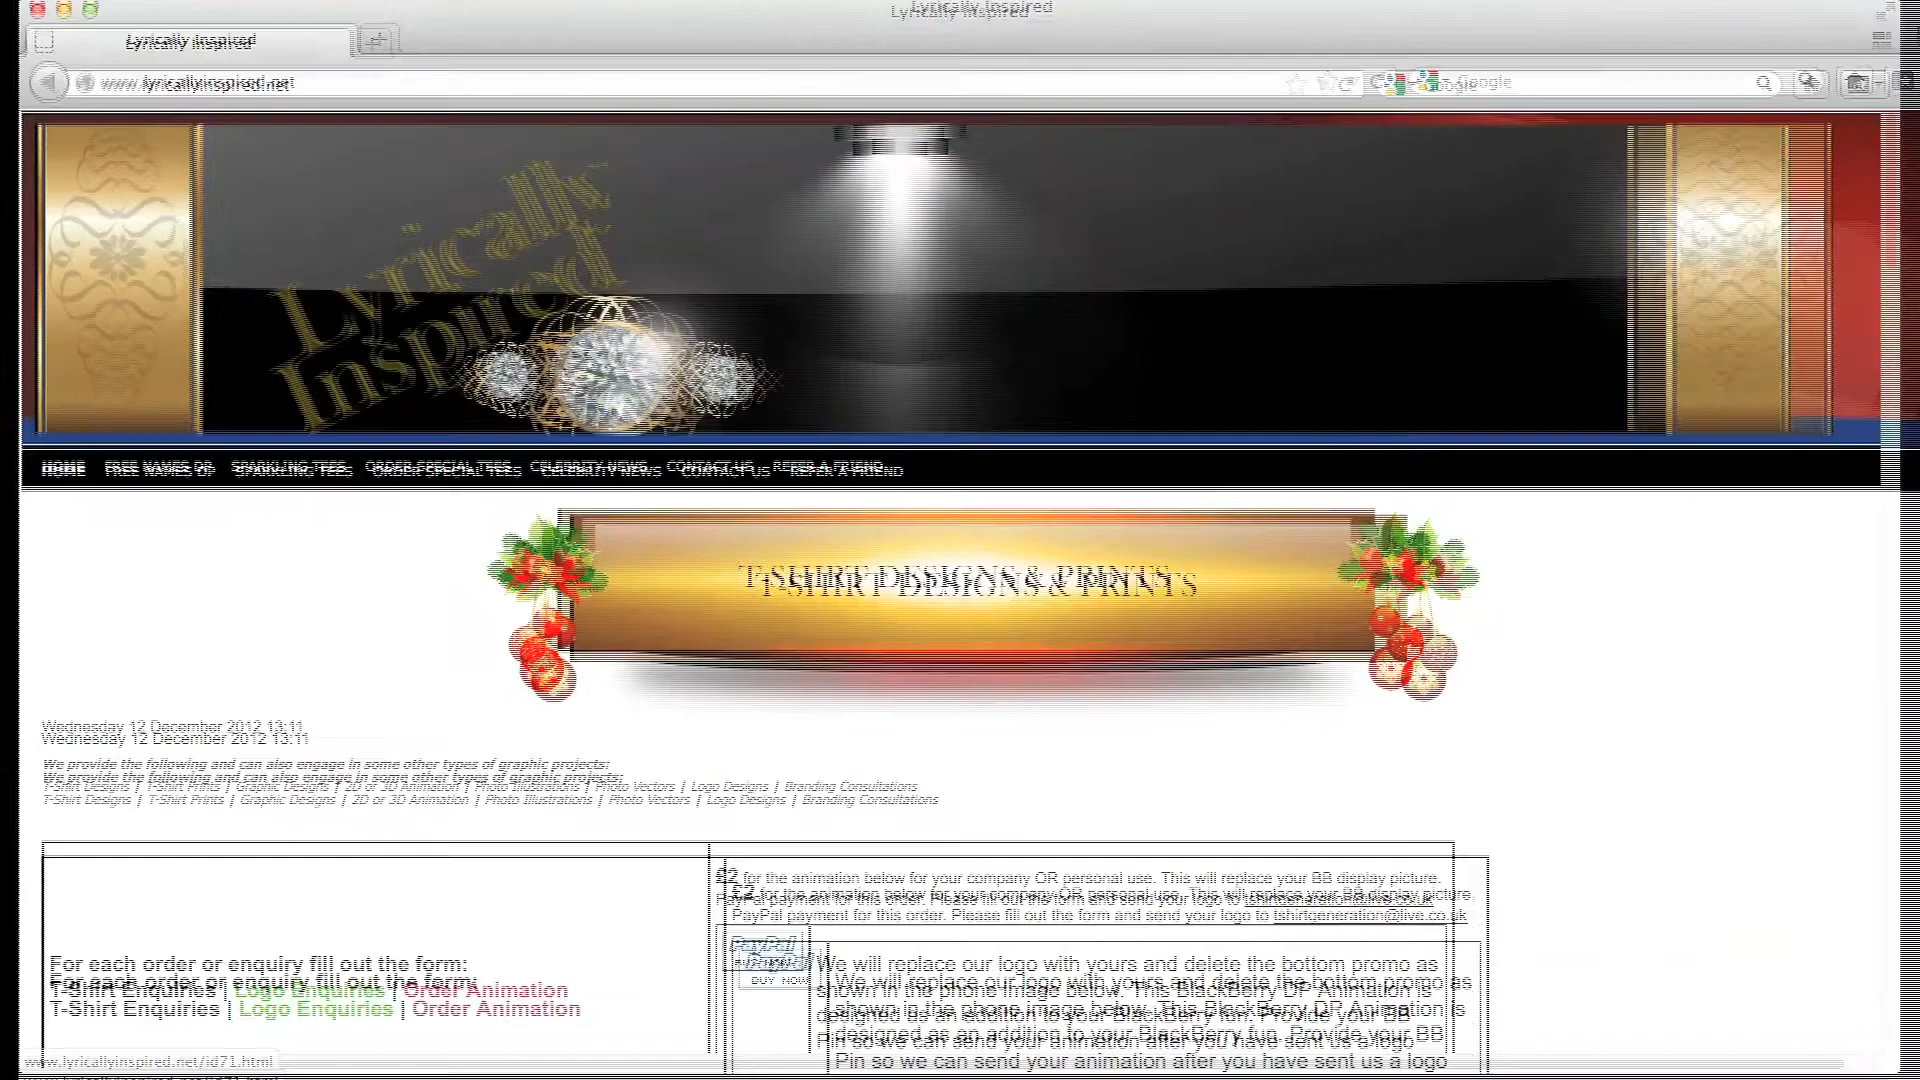 Lyrically Inspired
Lyrically Inspired
www.lyricallyinspired.net
Google
Lyrically
Inspired
HOME FREE NAMES DP SPARKLING TEES ORDER SPECIAL TEES CELEBRITY NEWS CONTACT US REFER A FRIEND
T-SHIRT DESIGNS & PRINTS
Wednesday 12 December 2012 13:11
We provide the following and can also engage in some other types of graphic projects:
T-Shirt Designs | T-Shirt Prints | Graphic Designs | 2D or 3D Animation | Photo Illustrations | Photo Vectors | Logo Designs | Branding Consultations
£2 for the animation below for your company OR personal use. This will replace your BB display picture.
PayPal payment for this order. Please fill out the form and send your logo to tshirtgeneration@live.co.uk
For each order or enquiry fill out the form:
T-Shirt Enquiries | Logo Enquiries | Order Animation
PayPal
BUY NOW
We will replace our logo with yours and delete the bottom promo as
shown in the phone image below. This BlackBerry DP Animation is
designed as an addition to your BlackBerry fun. Provide your BB
Pin so we can send your animation after you have sent us a logo
www.lyricallyinspired.net/id71.html